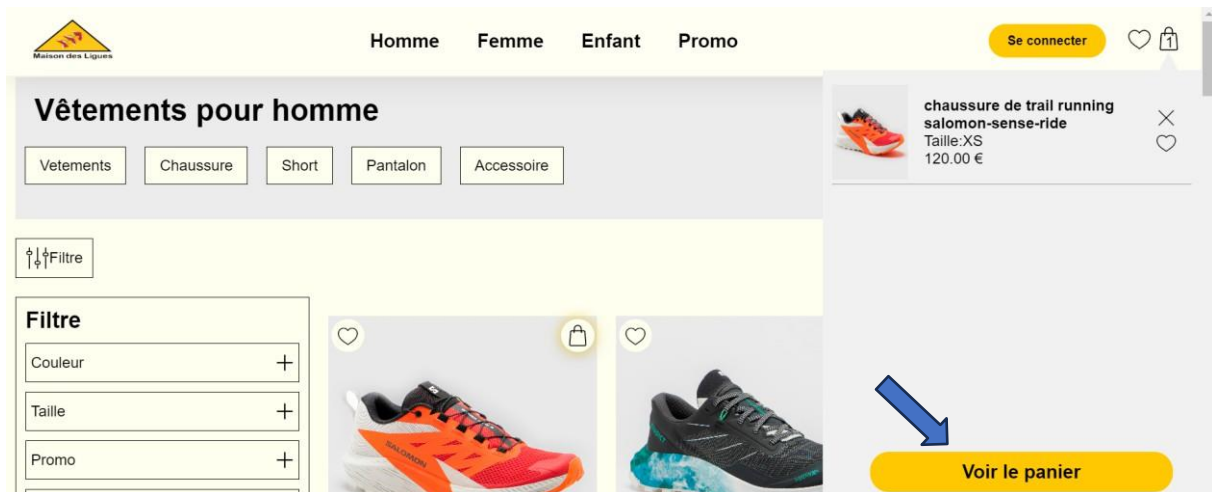 Maison des Ligues
Homme Femme Enfant Promo
Se connecter
1
Vêtements pour homme
Vetements Chaussure Short Pantalon Accessoire
chaussure de trail running
salomon-sense-ride
Taille:XS
120.00 €
Filtre
Filtre
Couleur
Taille
Promo
SALOMON
Voir le panier